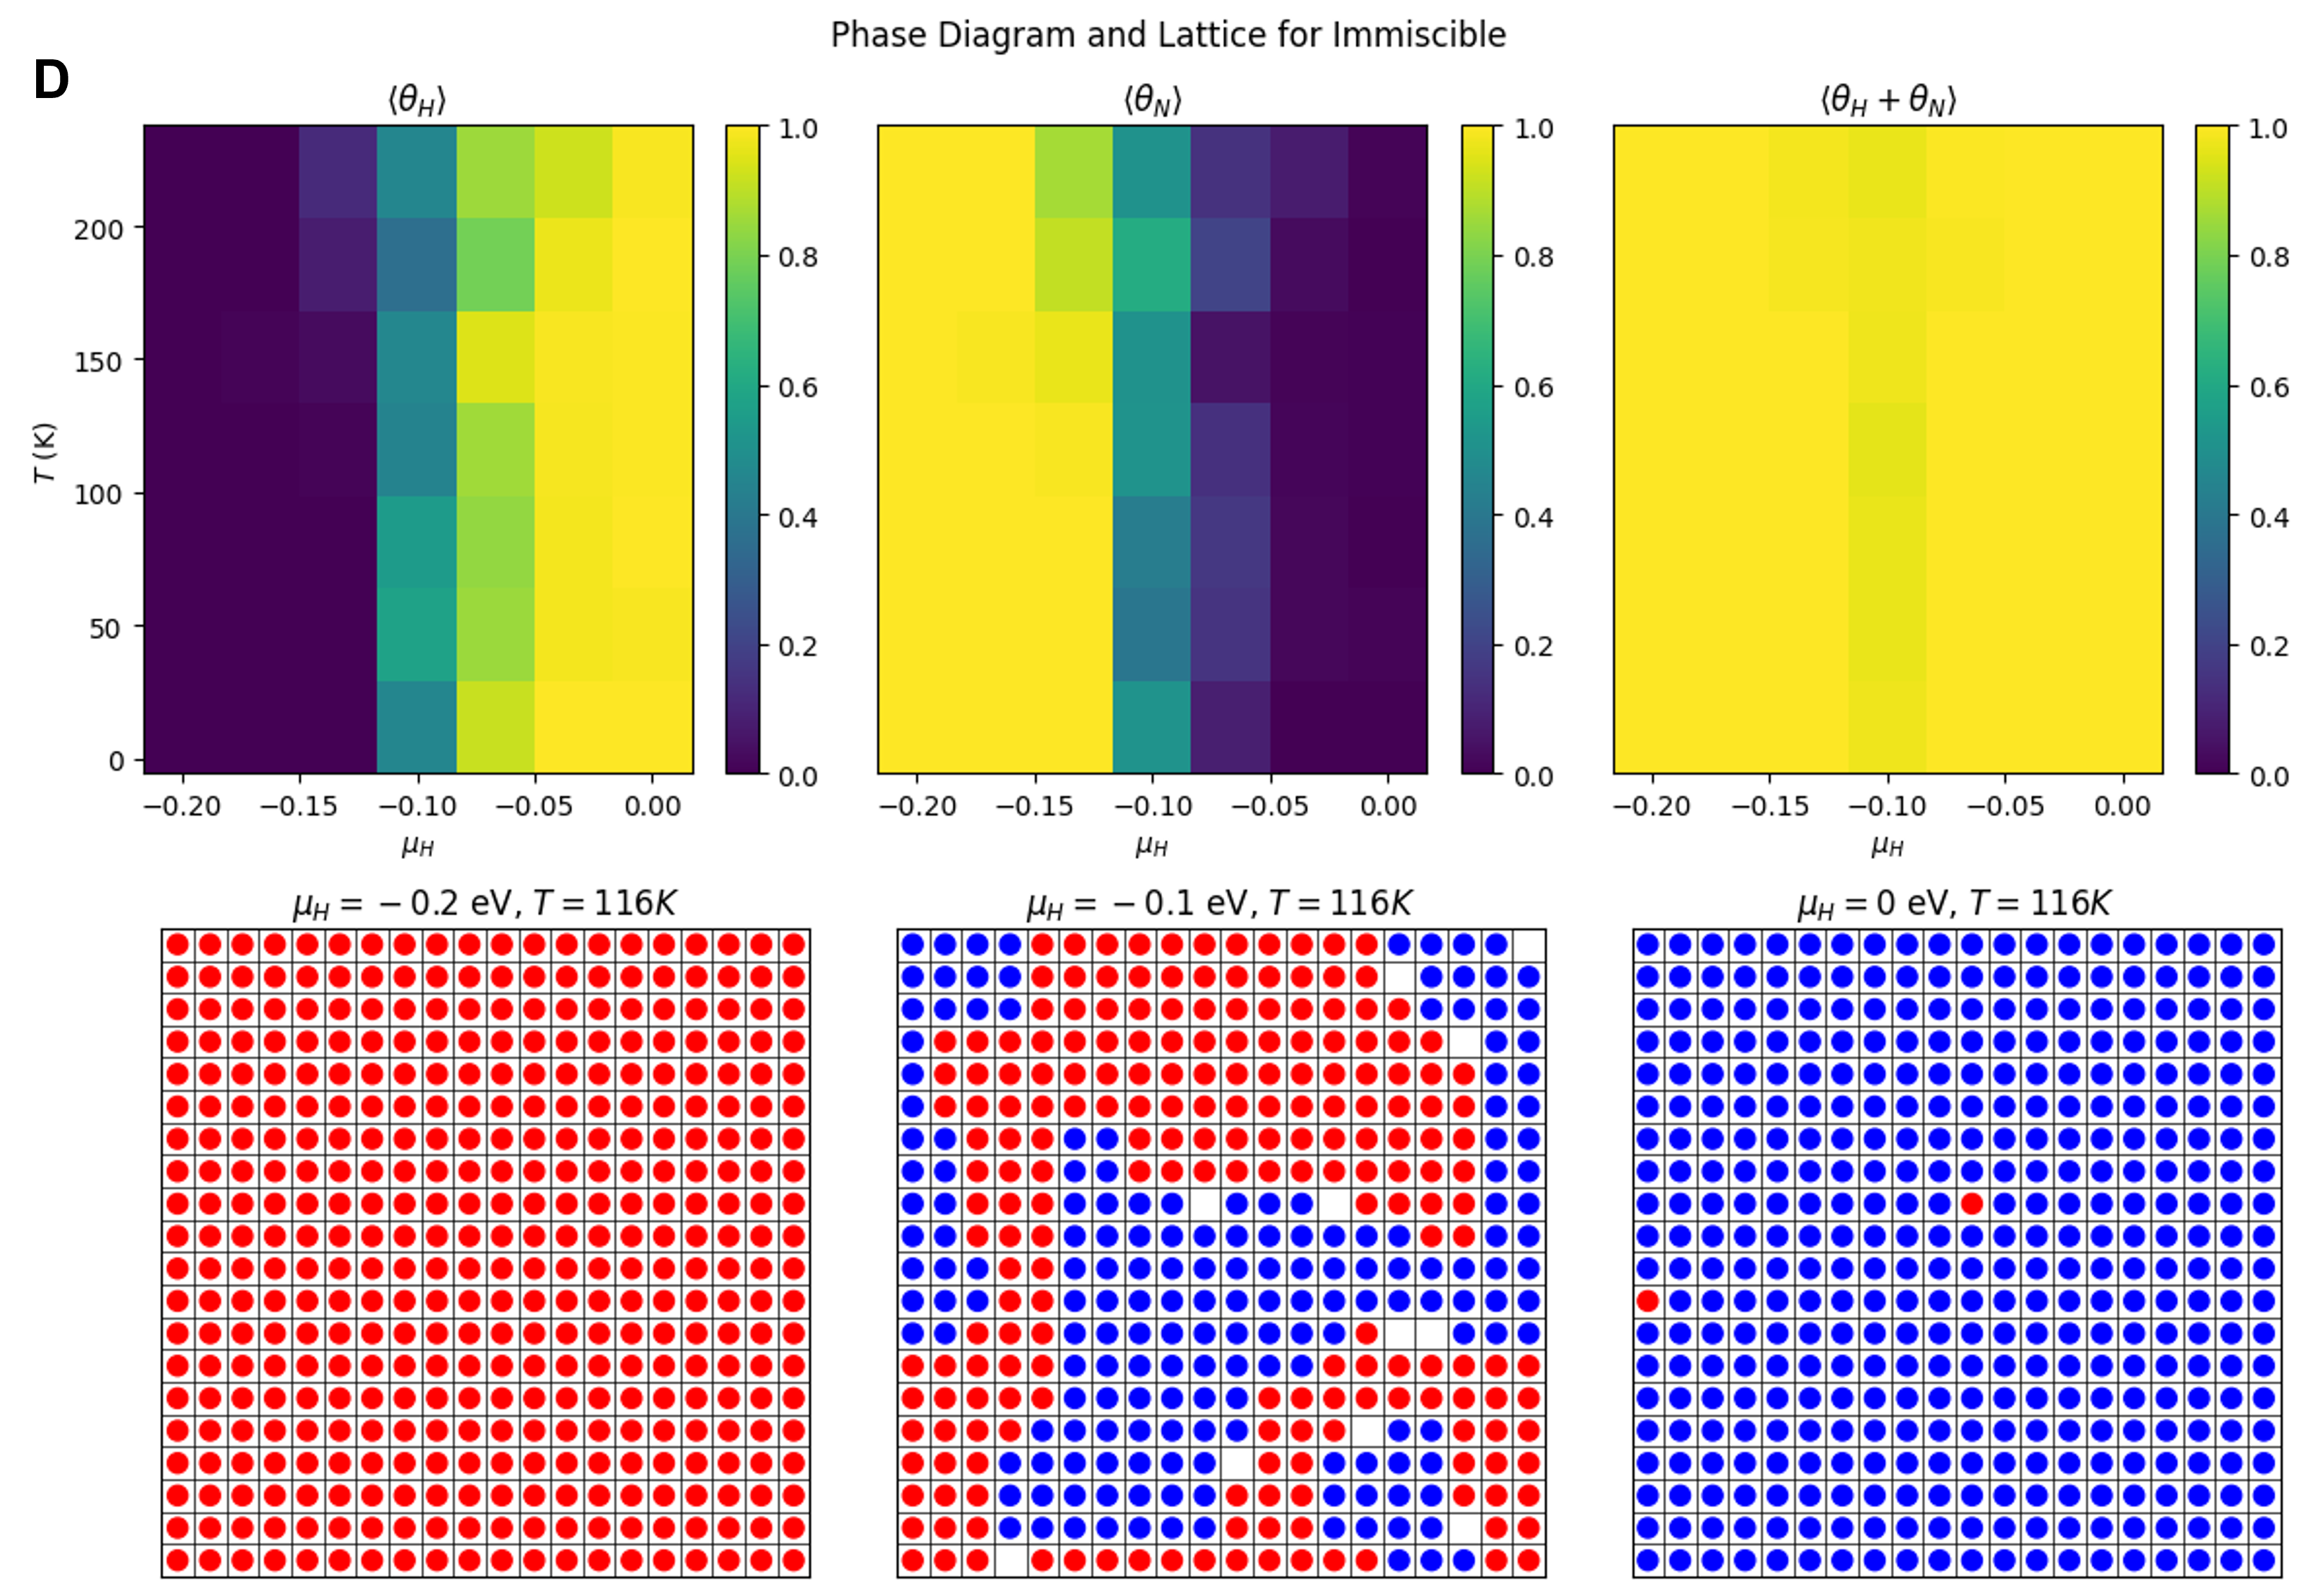 Phase Diagram and Lattice for Immiscible
D
⟨θ_H⟩
⟨θ_N⟩
⟨θ_H + θ_N⟩
T (K)
200
150
100
50
0
−0.20 −0.15 −0.10 −0.05 0.00
μ_H
1.0
0.8
0.6
0.4
0.2
0.0
−0.20 −0.15 −0.10 −0.05 0.00
μ_H
1.0
0.8
0.6
0.4
0.2
0.0
−0.20 −0.15 −0.10 −0.05 0.00
μ_H
1.0
0.8
0.6
0.4
0.2
0.0
μ_H = −0.2 eV, T = 116K
μ_H = −0.1 eV, T = 116K
μ_H = 0 eV, T = 116K